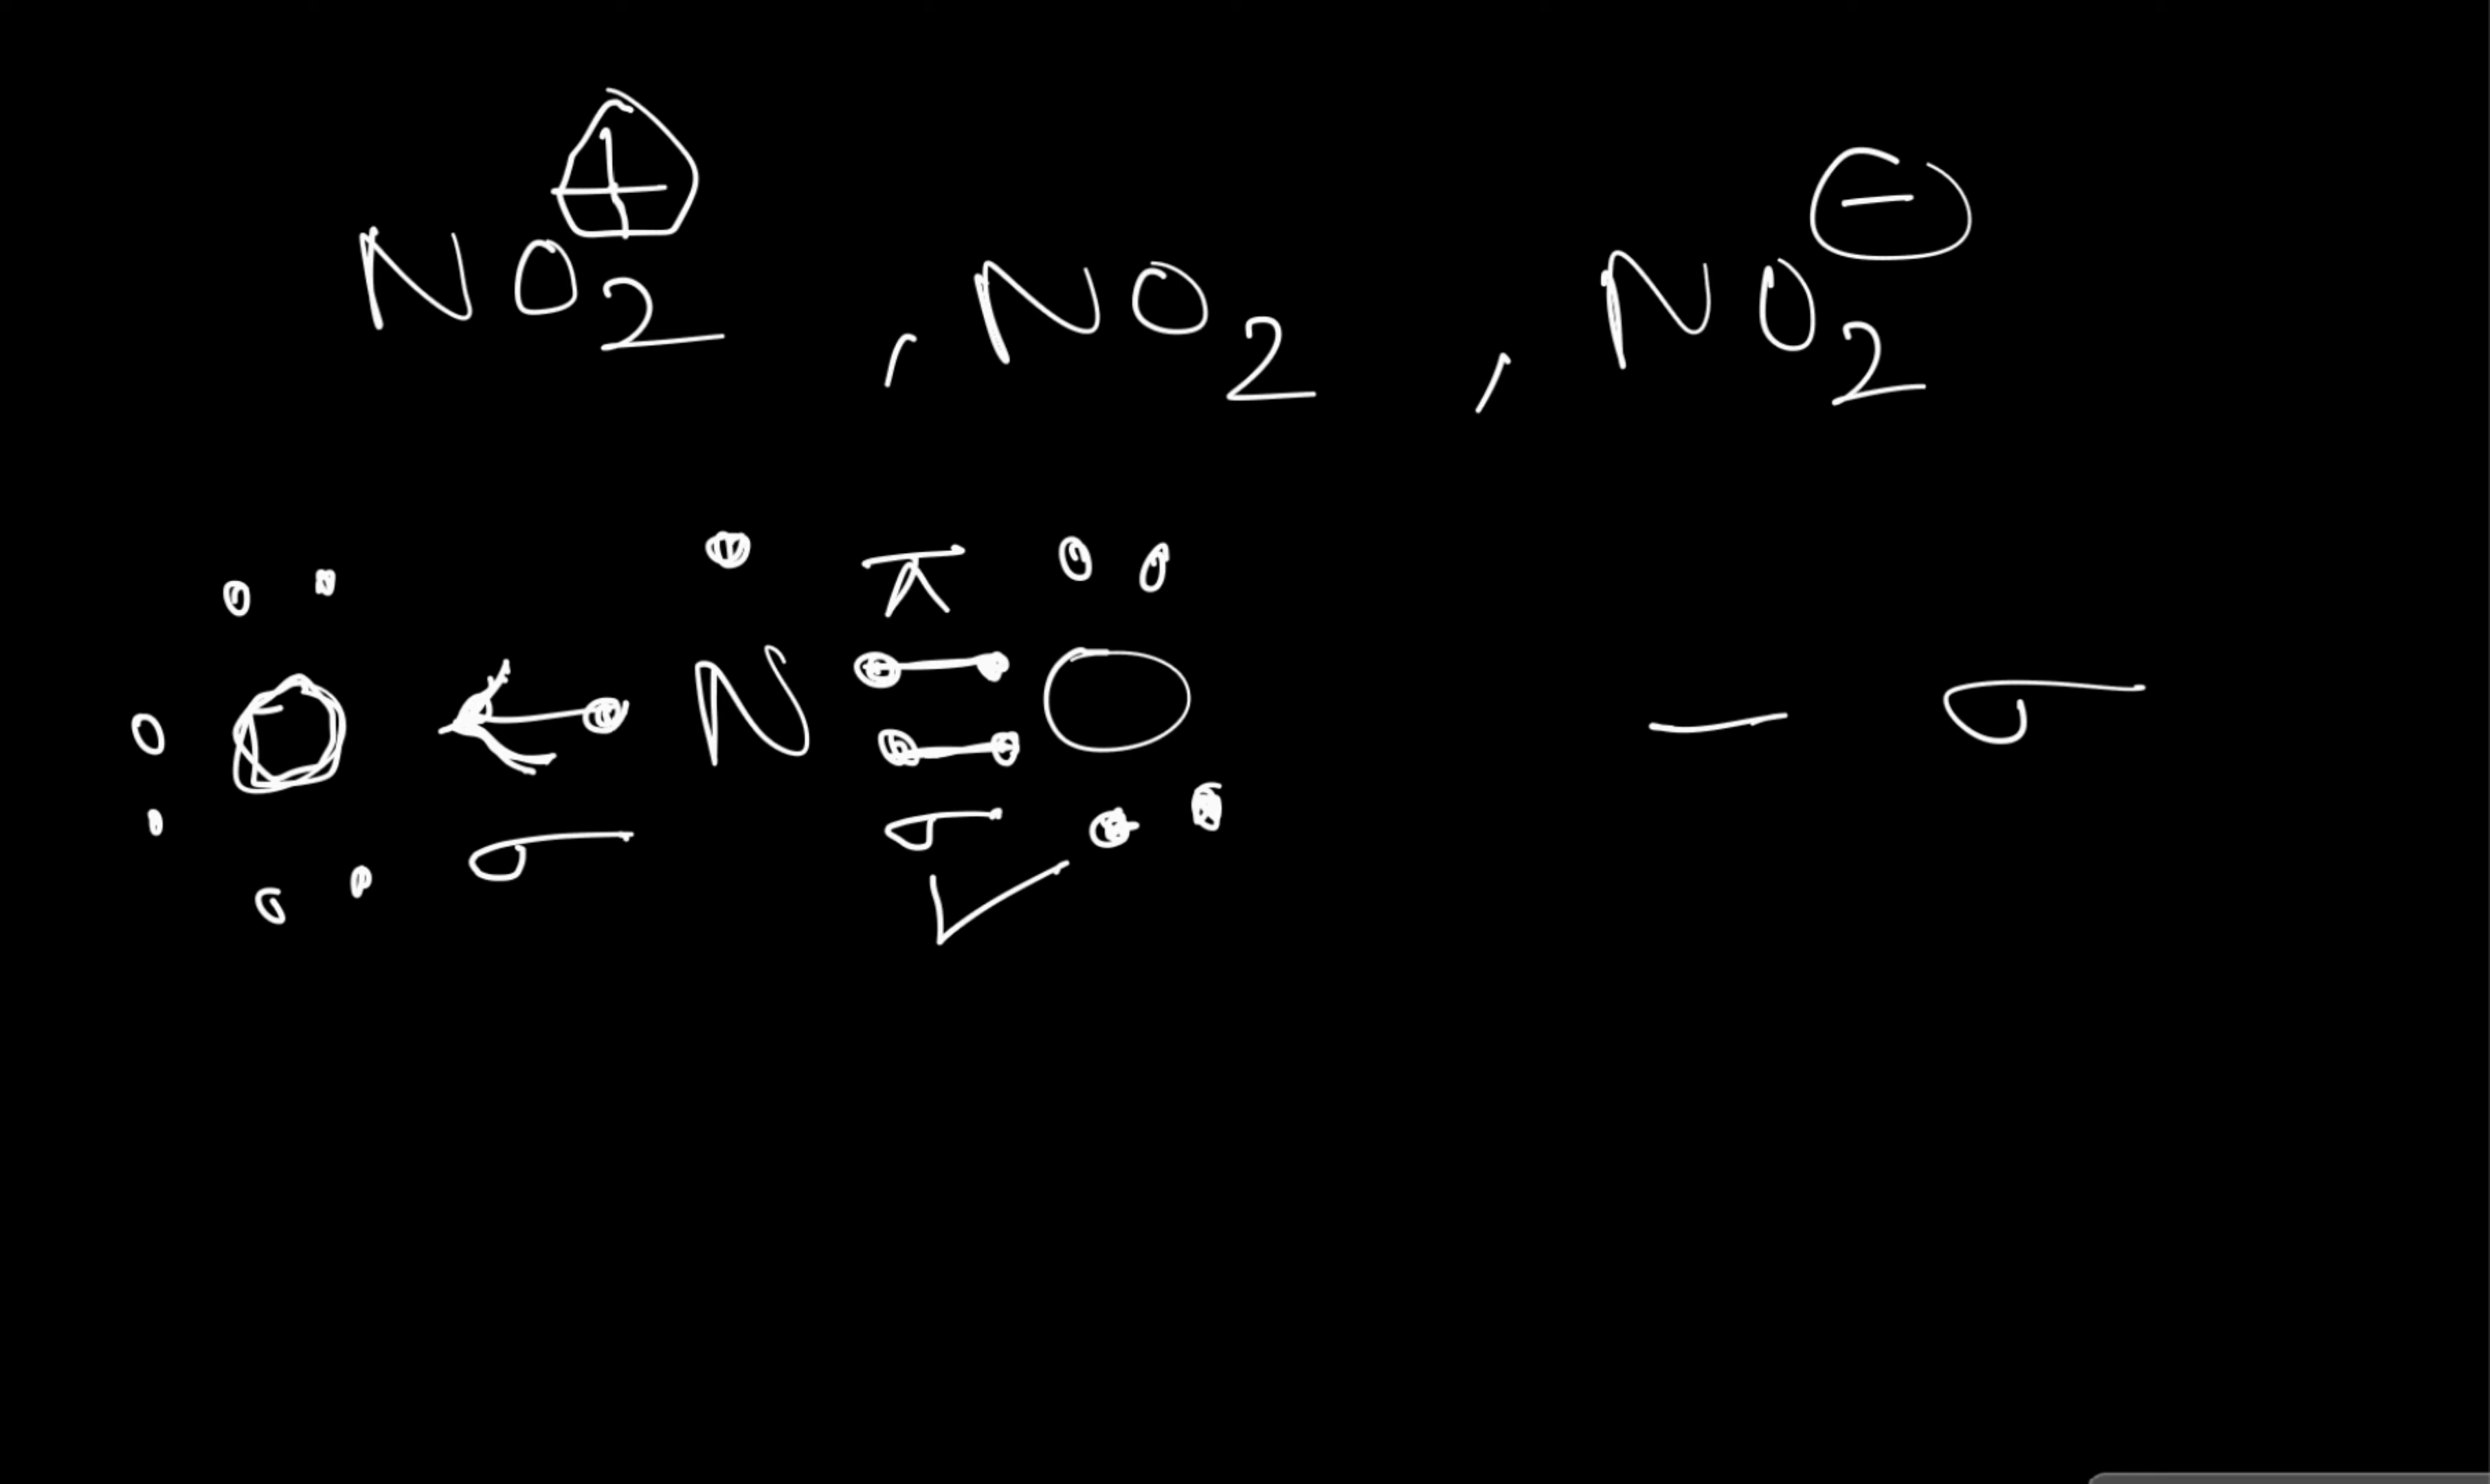 NO₂⊕ , NO₂ , NO₂⊖
π
O ← N = O — σ
σ σ